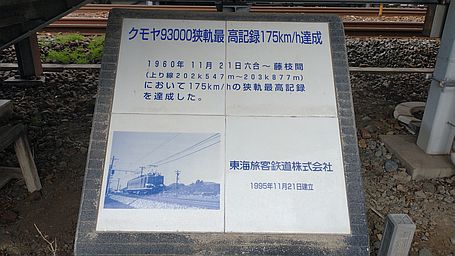 クモヤ93000狭軌最高記録175km/h達成
1960年 11月 21日六合～藤枝間
(上り線202k547m～203k877m)
において175km/hの狭軌最高記録
を達成した。
東海旅客鉄道株式会社
1995年11月21日建立